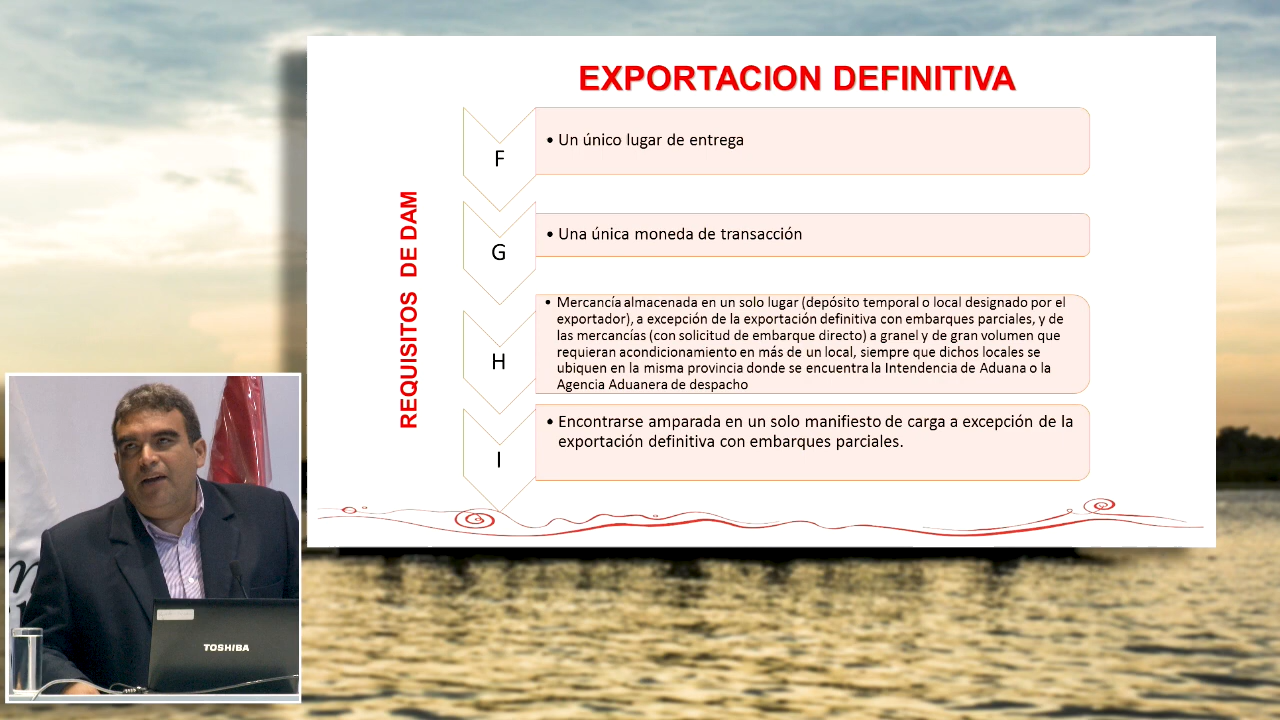 EXPORTACION DEFINITIVA
REQUISITOS DE DAM
F
• Un único lugar de entrega
G
• Una única moneda de transacción
H
• Mercancía almacenada en un solo lugar (depósito temporal o local designado por el
exportador), a excepción de la exportación definitiva con embarques parciales, y de
las mercancías (con solicitud de embarque directo) a granel y de gran volumen que
requieran acondicionamiento en más de un local, siempre que dichos locales se
ubiquen en la misma provincia donde se encuentra la Intendencia de Aduana o la
Agencia Aduanera de despacho
I
• Encontrarse amparada en un solo manifiesto de carga a excepción de la
exportación definitiva con embarques parciales.
TOSHIBA